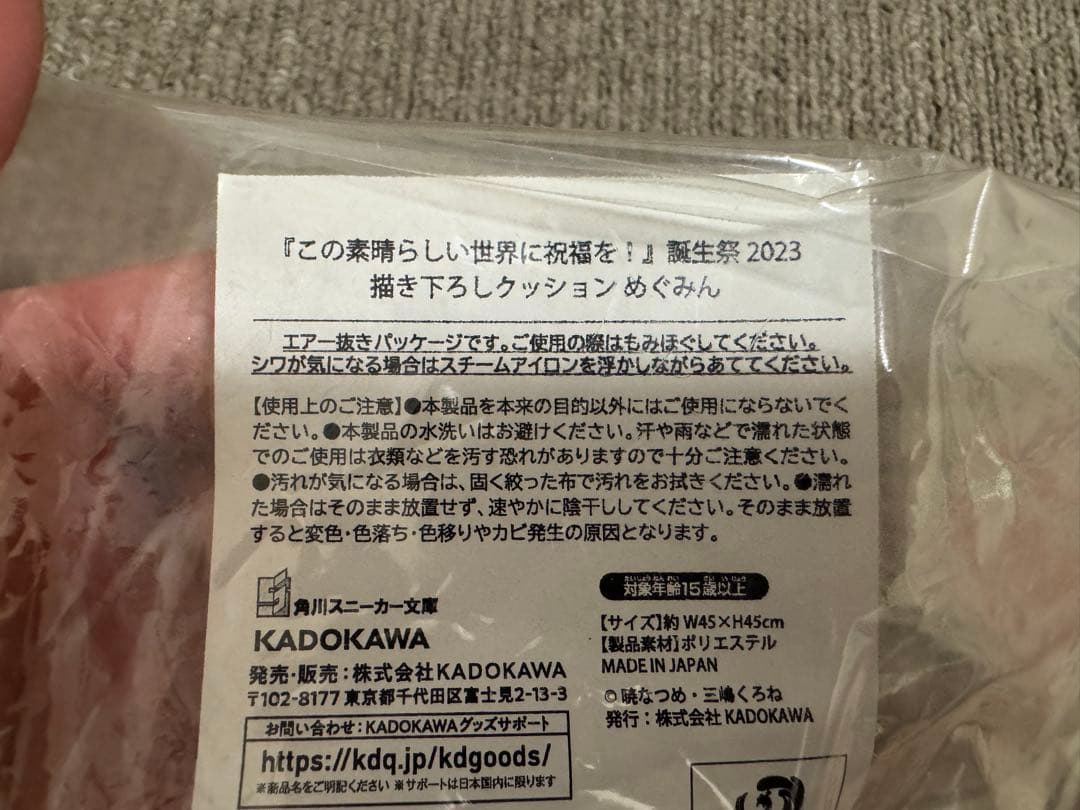 『この素晴らしい世界に祝福を！』誕生祭 2023
描き下ろしクッション めぐみん
エアー抜きパッケージです。ご使用の際はもみほぐしてください。
シワが気になる場合はスチームアイロンを浮かしながらあててください。
【使用上のご注意】●本製品を本来の目的以外にはご使用にならないでく
ださい。●本製品の水洗いはお避けください。汗や雨などで濡れた状態
でのご使用は衣類などを汚す恐れがありますので十分ご注意ください。
●汚れが気になる場合は、固く絞った布で汚れをお拭きください。●濡れ
た場合はそのまま放置せず、速やかに陰干ししてください。そのまま放置
すると変色・色落ち・色移りやカビ発生の原因となります。
角川スニーカー文庫
KADOKAWA
発売・販売：株式会社KADOKAWA
〒102-8177 東京都千代田区富士見2-13-3
お問い合わせ：KADOKAWAグッズサポート
https://kdq.jp/kdgoods/
※商品名をご明記ください ※サポートは日本国内に限ります
たいしょうねんれい さい いじょう
対象年齢15歳以上
【サイズ】約 W45×H45cm
【製品素材】ポリエステル
MADE IN JAPAN
© 暁なつめ・三嶋くろね
発行：株式会社 KADOKAWA